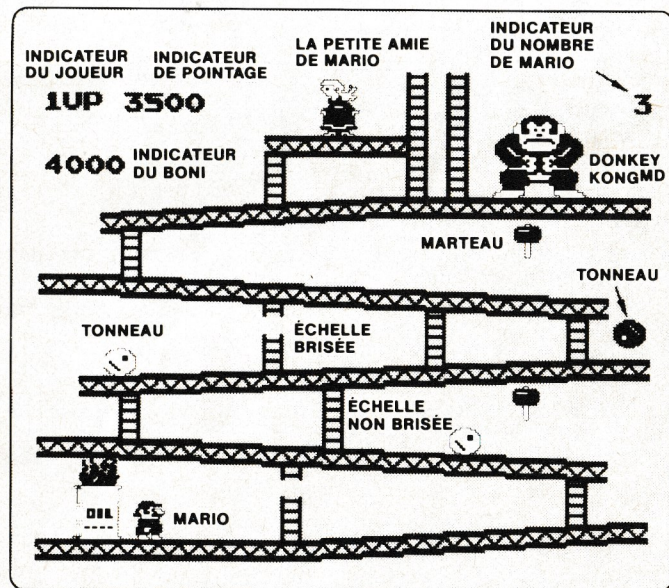 INDICATEUR
DU JOUEUR
INDICATEUR
DE POINTAGE
1UP 3500
LA PETITE AMIE
DE MARIO
INDICATEUR
DU NOMBRE
DE MARIO
3
4000
INDICATEUR
DU BONI
DONKEY
KONGMD
MARTEAU
TONNEAU
TONNEAU
ÉCHELLE
BRISÉE
ÉCHELLE
NON BRISÉE
OIL
MARIO